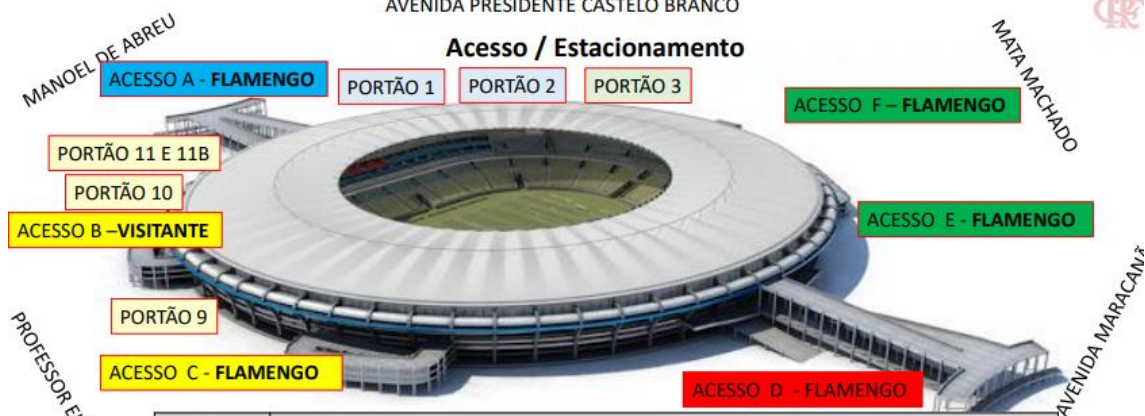 AVENIDA PRESIDENTE CASTELO BRANCO
MANOEL DE ABREU
Acesso / Estacionamento
MATA MACHADO
ACESSO A - FLAMENGO
PORTÃO 1
PORTÃO 2
PORTÃO 3
ACESSO F – FLAMENGO
PORTÃO 11 E 11B
PORTÃO 10
ACESSO B –VISITANTE
ACESSO E - FLAMENGO
PORTÃO 9
PROFESSOR
AVENIDA MARACANÃ
ACESSO C - FLAMENGO
ACESSO D - FLAMENGO